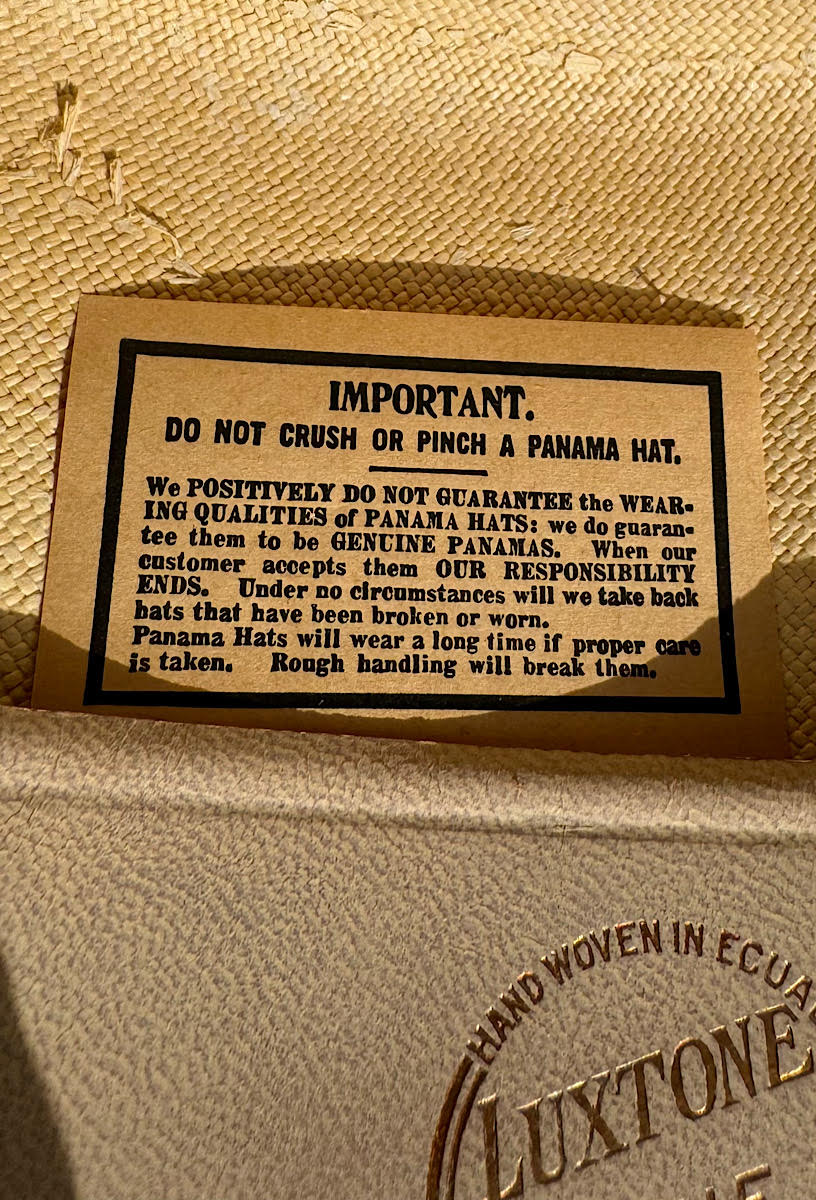 IMPORTANT.
DO NOT CRUSH OR PINCH A PANAMA HAT.
We POSITIVELY DO NOT GUARANTEE the WEAR-
ING QUALITIES of PANAMA HATS: we do guaran-
tee them to be GENUINE PANAMAS. When our
customer accepts them OUR RESPONSIBILITY
ENDS. Under no circumstances will we take back
hats that have been broken or worn.
Panama Hats will wear a long time if proper care
is taken. Rough handling will break them.
HAND WOVEN IN ECUA
LUXTONE